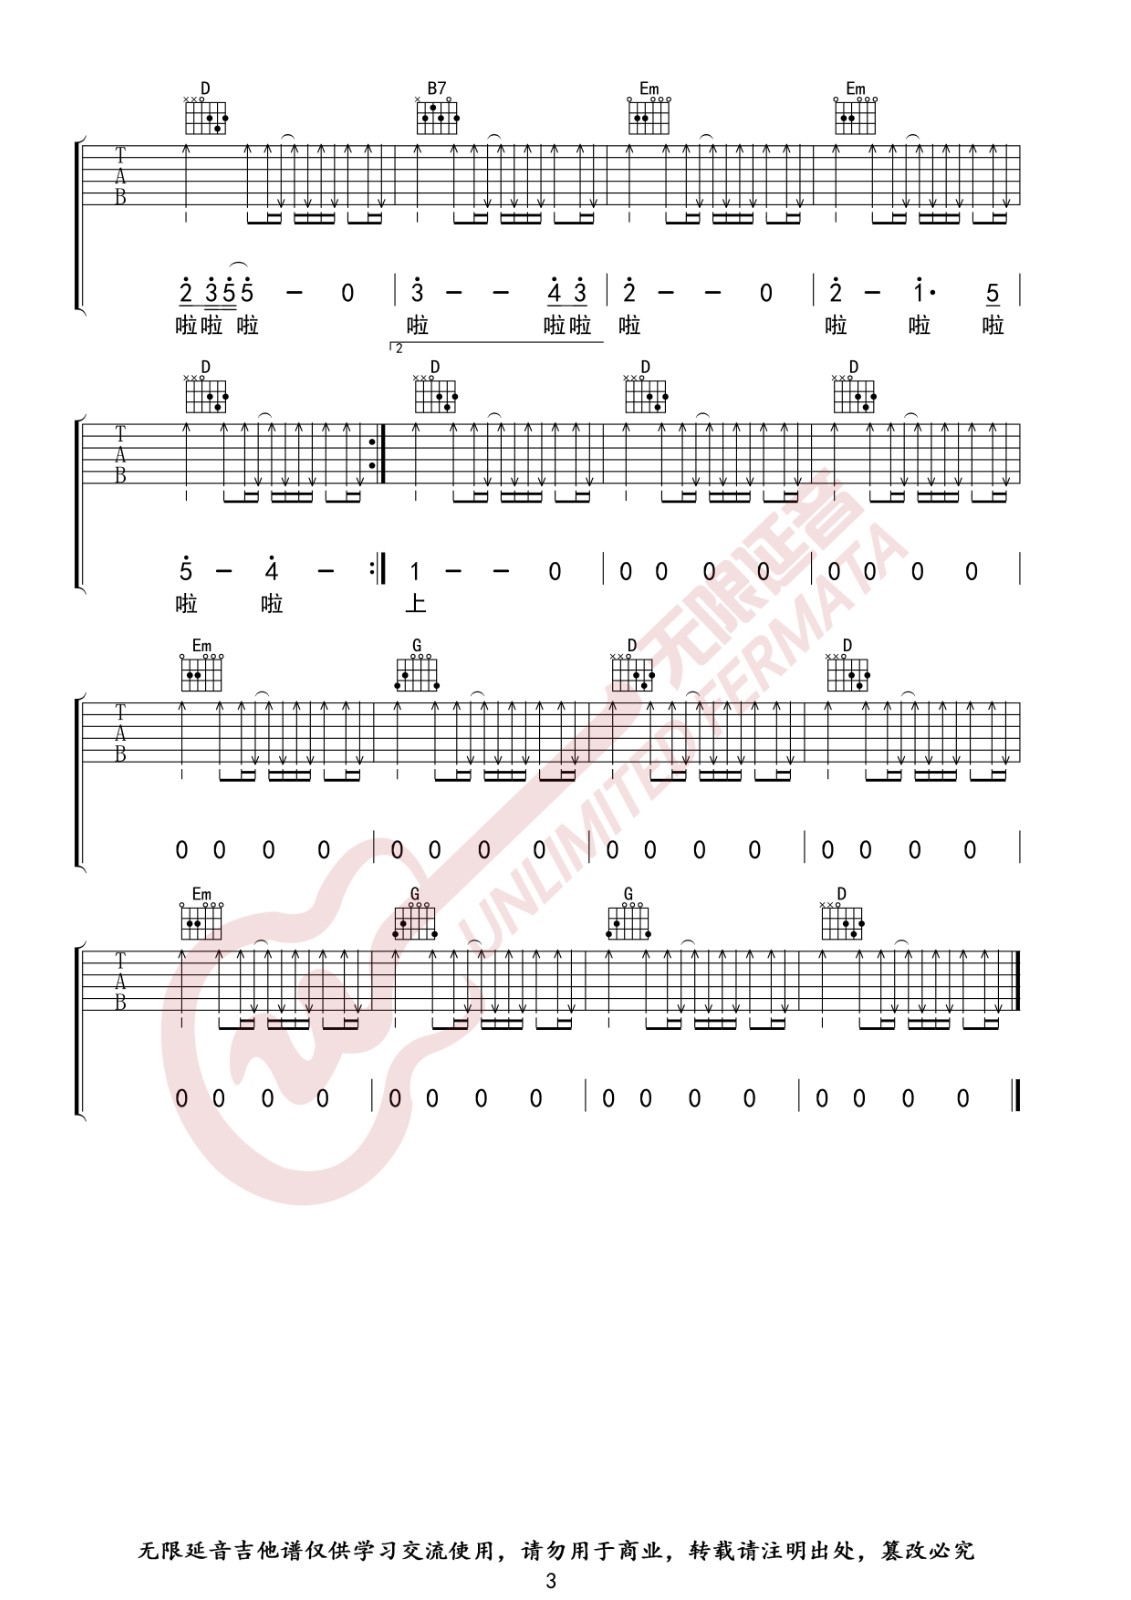 D B7 Em Em
T
A
B
2 3 5 5 - 0 | 3 - - 4 3 | 2 - - 0 | 2 - 1· 5 |
啦 啦 啦 啦 啦 啦 啦 啦 啦 啦
2
D D D D
T
A
B
5 - 4 - :| 1 - - 0 | 0 0 0 0 | 0 0 0 0 |
啦 啦 上
Em G D D
T
A
B
0 0 0 0 | 0 0 0 0 | 0 0 0 0 | 0 0 0 0 |
Em G G D
T
A
B
0 0 0 0 | 0 0 0 0 | 0 0 0 0 | 0 0 0 0
无限延音
UNLIMITED FERMATA
无限延音吉他谱仅供学习交流使用，请勿用于商业，转载请注明出处，篡改必究
3